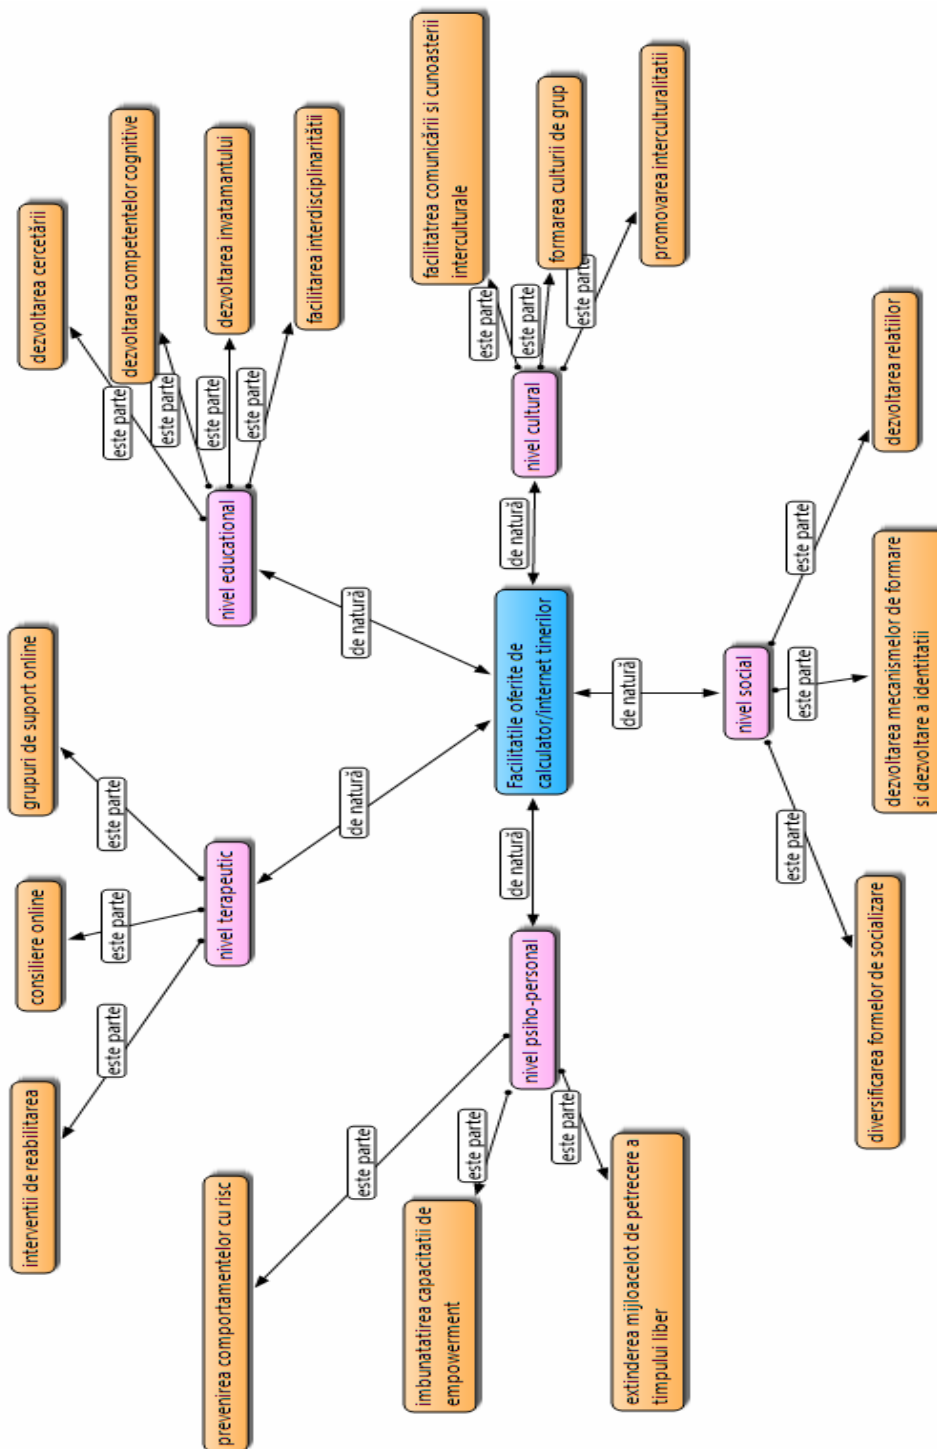 interventii de reabilitarea
consiliere online
grupuri de suport online
dezvoltarea cercetării
este parte
este parte
este parte
este parte
dezvoltarea competentelor cognitive
este parte
nivel terapeutic
nivel educational
este parte
dezvoltarea invatamantului
prevenirea comportamentelor cu risc
este parte
facilitarea interdisciplinaritătii
de natură
de natură
este parte
imbunatatirea capacitatii de
empowerment
este parte
facilitatrea comunicării si cunoasterii
interculturale
este parte
nivel psiho-personal
de natură
Facilitatile oferite de
calculator/internet tinerilor
de natură
nivel cultural
este parte
formarea culturii de grup
este parte
este parte
extinderea mijloacelot de petrecere a
timpului liber
de natură
promovarea interculturalitatii
nivel social
este parte
este parte
este parte
diversificarea formelor de socializare
dezvoltarea mecanismelor de formare
si dezvoltare a identitatii
dezvoltarea relatiilor